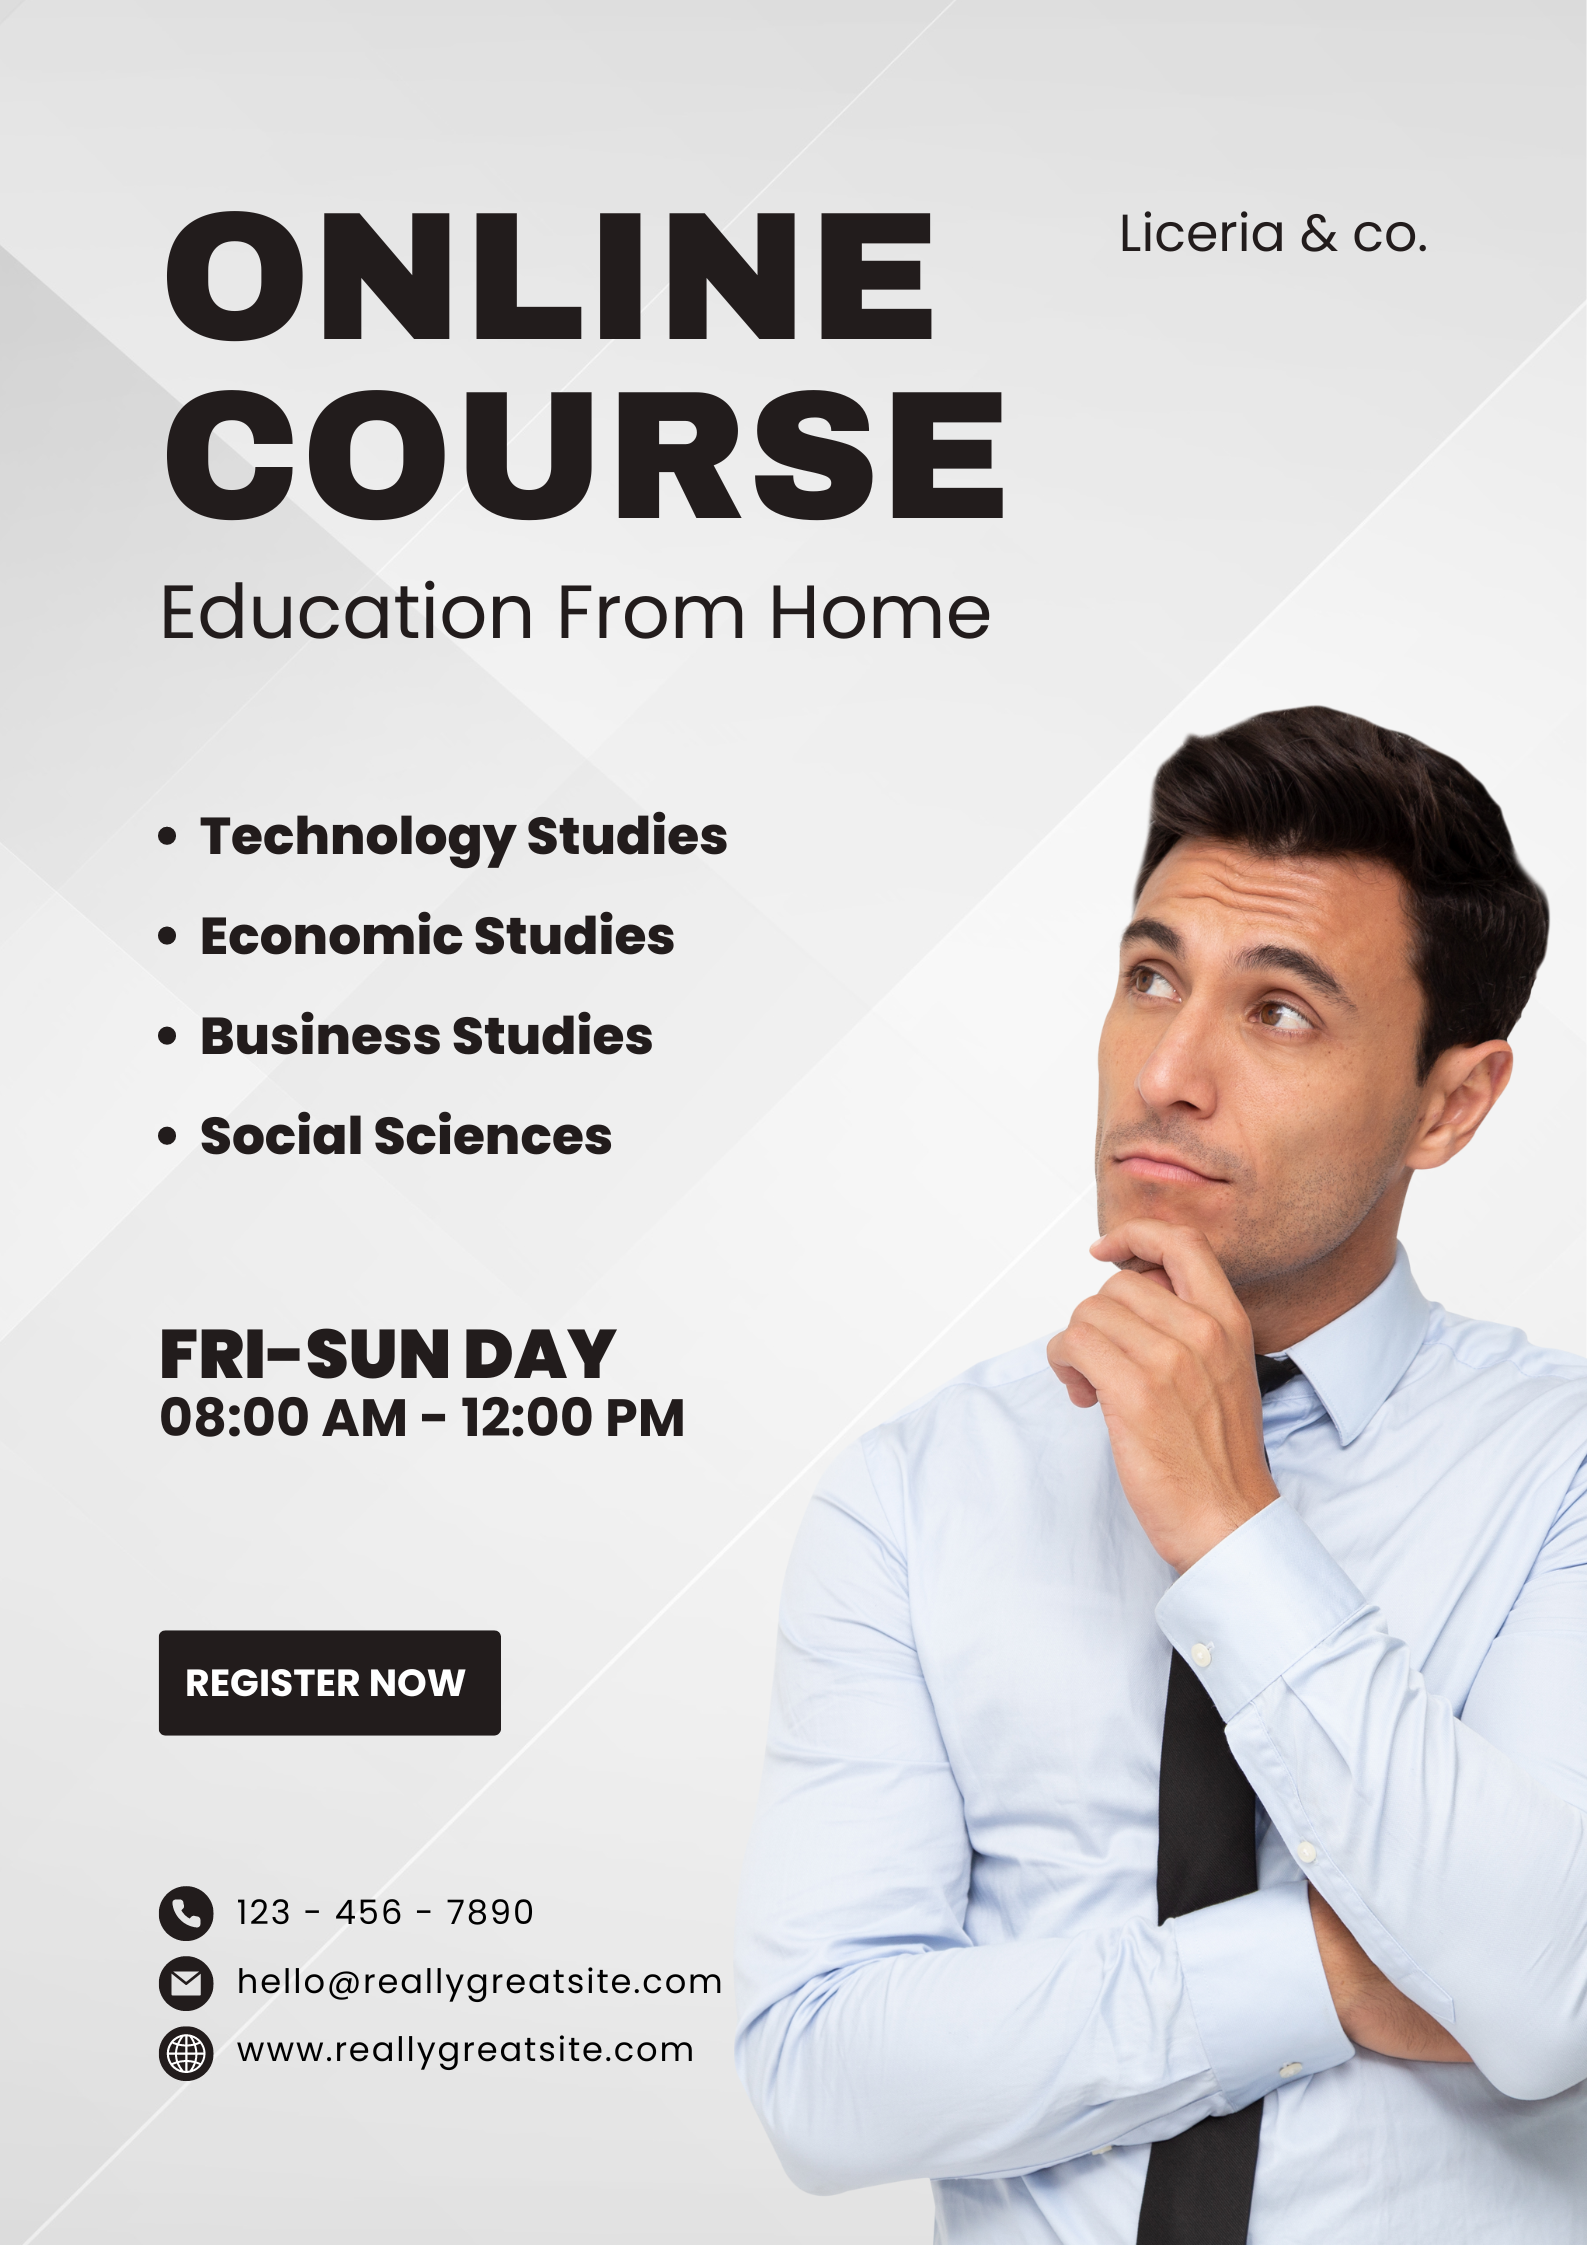 ONLINE
COURSE
Liceria & co.
Education From Home
• Technology Studies
• Economic Studies
• Business Studies
• Social Sciences
FRI-SUN DAY
08:00 AM - 12:00 PM
REGISTER NOW
123 - 456 - 7890
hello@reallygreatsite.com
www.reallygreatsite.com